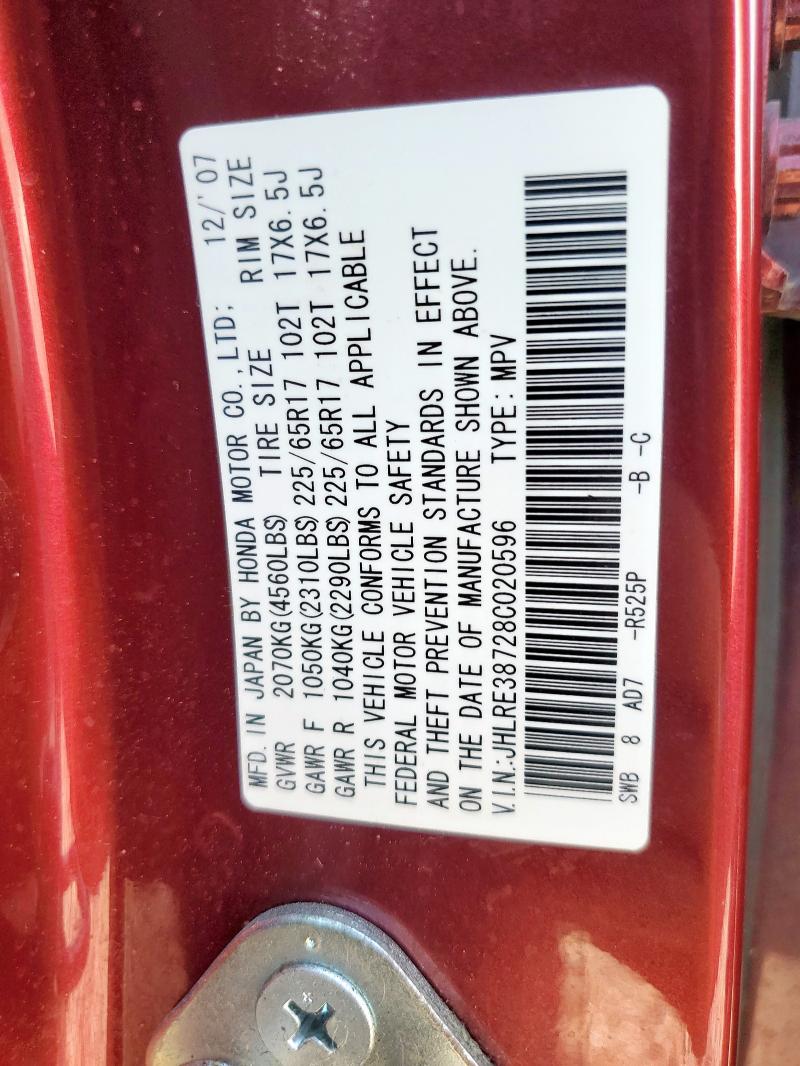 MFD. IN JAPAN BY HONDA MOTOR CO.,LTD; 12/'07
GVWR 2070KG(4560LBS) TIRE SIZE RIM SIZE
GAWR F 1050KG(2310LBS) 225/65R17 102T 17X6.5J
GAWR R 1040KG(2290LBS) 225/65R17 102T 17X6.5J
THIS VEHICLE CONFORMS TO ALL APPLICABLE
FEDERAL MOTOR VEHICLE SAFETY
AND THEFT PREVENTION STANDARDS IN EFFECT
ON THE DATE OF MANUFACTURE SHOWN ABOVE.
V.I.N.:JHLRE38728C020596 TYPE: MPV
SWB 8 AD7 -R525P -B -C